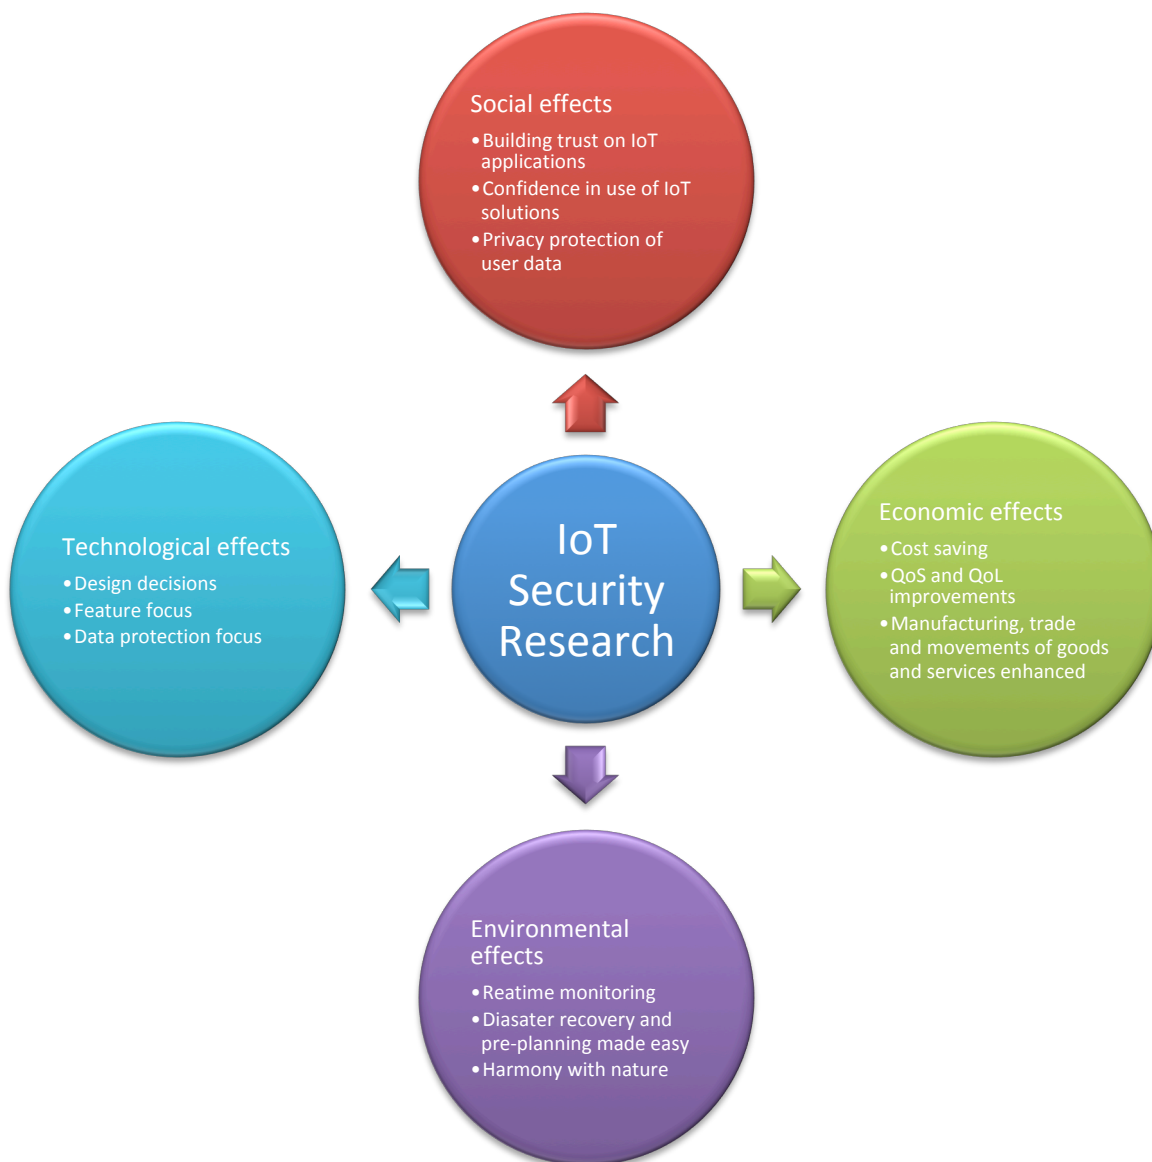 Social effects
•Building trust on IoT
applications
•Confidence in use of IoT
solutions
•Privacy protection of
user data
Technological effects
•Design decisions
•Feature focus
•Data protection focus
IoT
Security
Research
Economic effects
•Cost saving
•QoS and QoL
improvements
•Manufacturing, trade
and movements of goods
and services enhanced
Environmental
effects
•Reatime monitoring
•Diasater recovery and
pre-planning made easy
•Harmony with nature